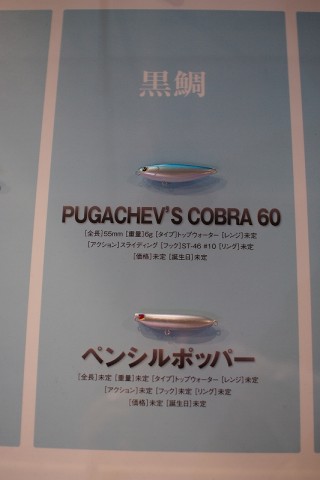 黒鯛
PUGACHEV'S COBRA 60
[全長]55mm [重量]6g [タイプ]トップウォーター [レンジ]未定
[アクション]スライディング [フック]ST-46 #10 [リング]未定
[価格]未定 [誕生日]未定
ペンシルポッパー
[全長]未定 [重量]未定 [タイプ]トップウォーター [レンジ]未定
[アクション]未定 [フック]未定 [リング]未定
[価格]未定 [誕生日]未定